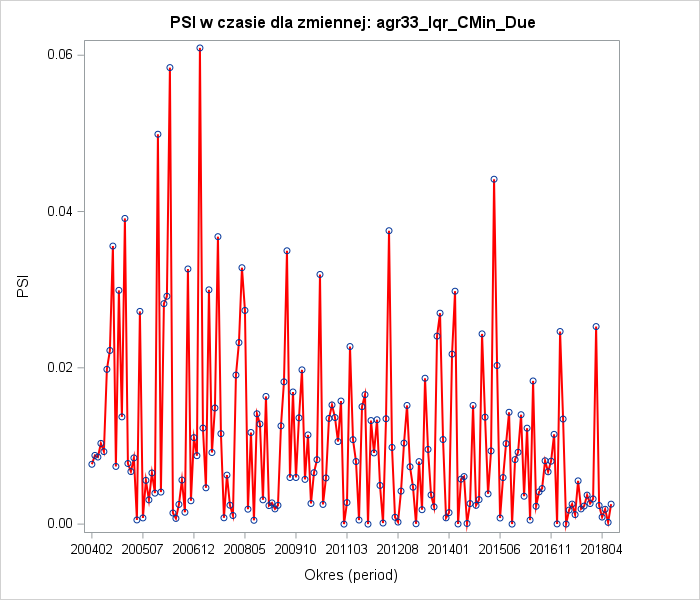 PSI w czasie dla zmiennej: agr33_Iqr_CMin_Due
0.06
0.04
PSI
0.02
0.00
200402 200507 200612 200805 200910 201103 201208 201401 201506 201611 201804
Okres (period)